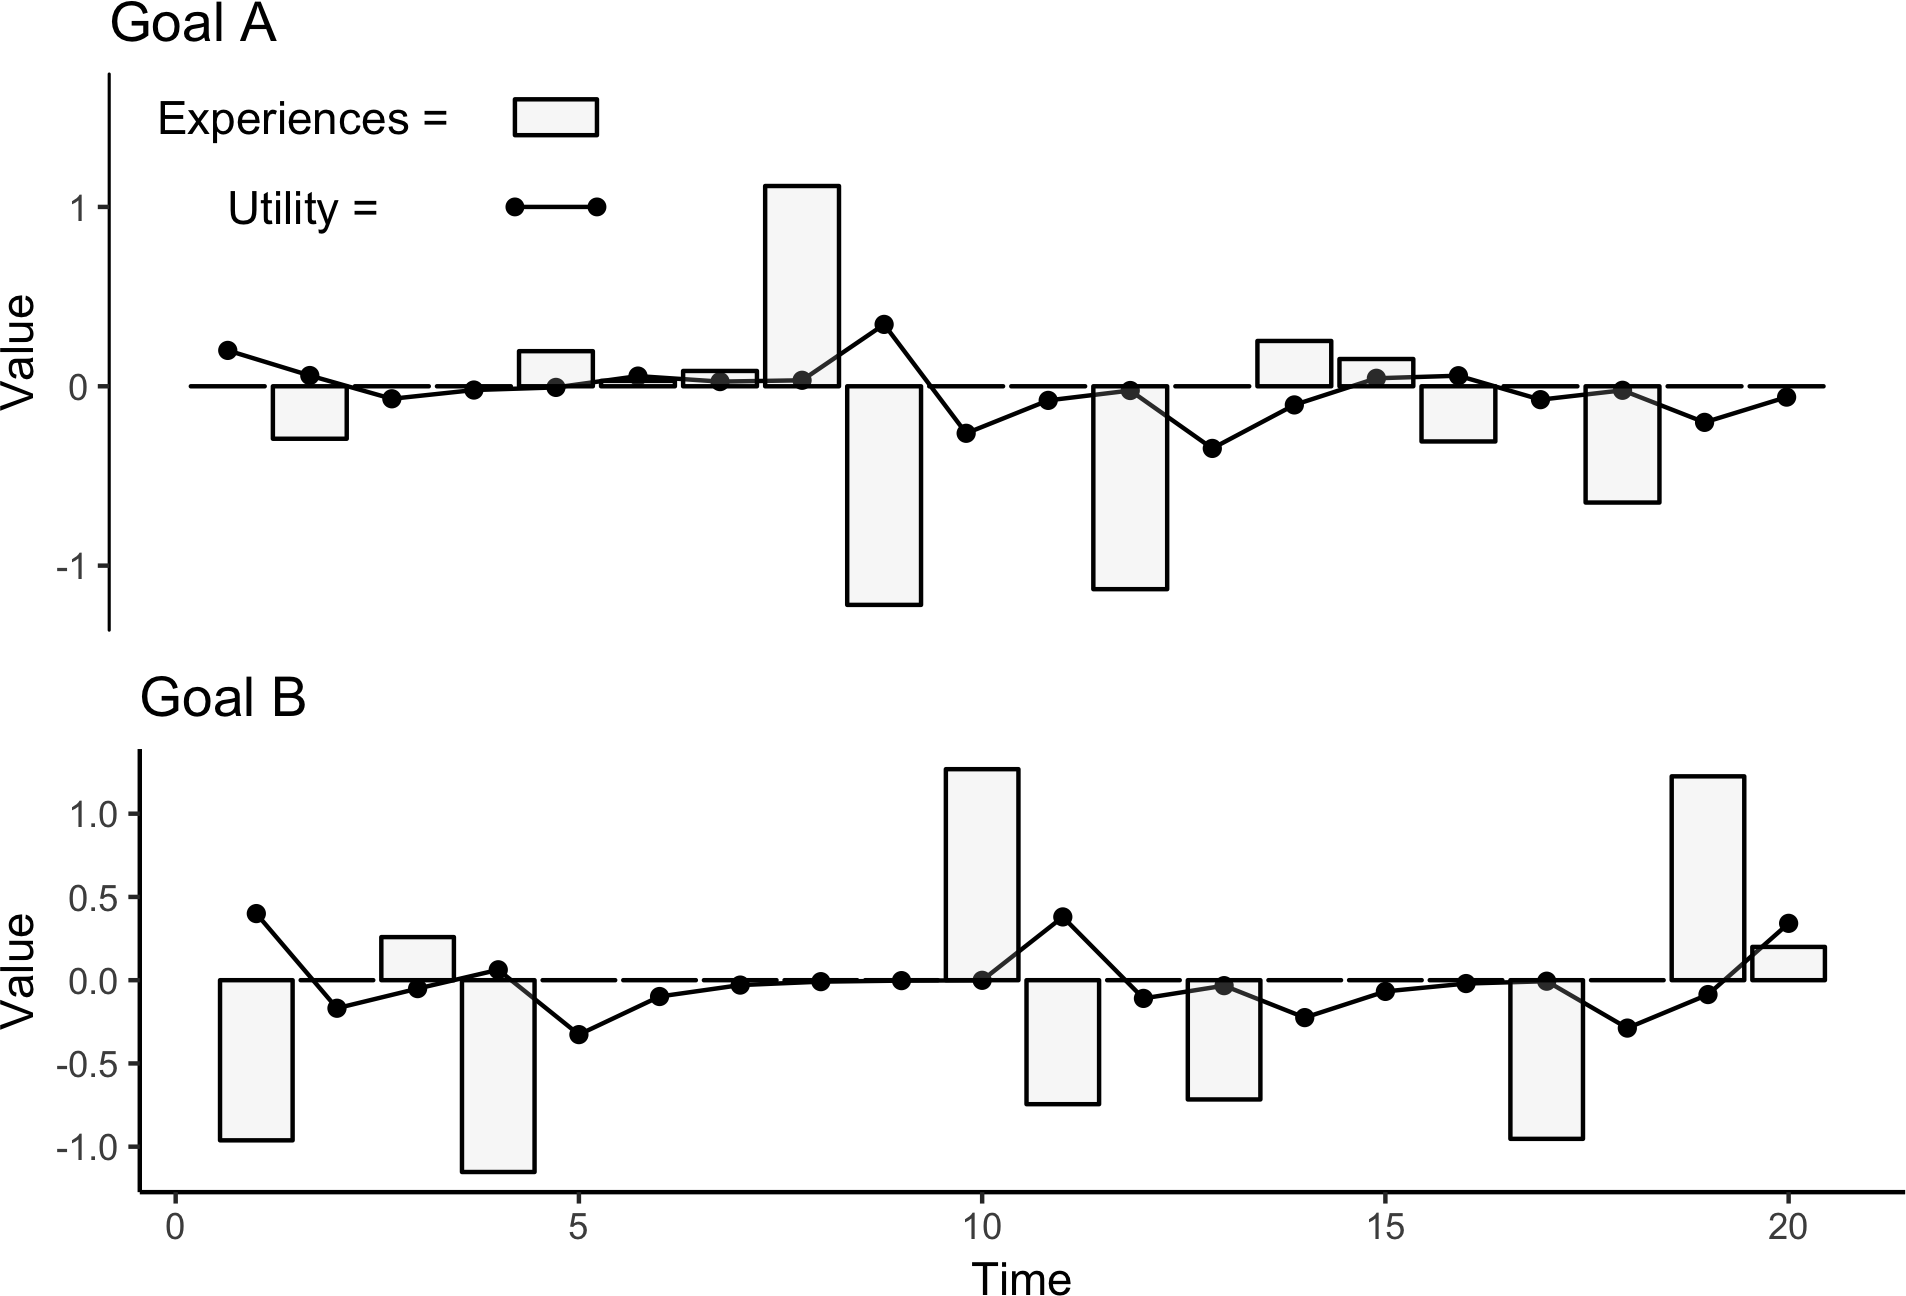 Goal A
Experiences =
Utility =
Value
1
0
-1
Goal B
Value
1.0
0.5
0.0
-0.5
-1.0
0 5 10 15 20
Time